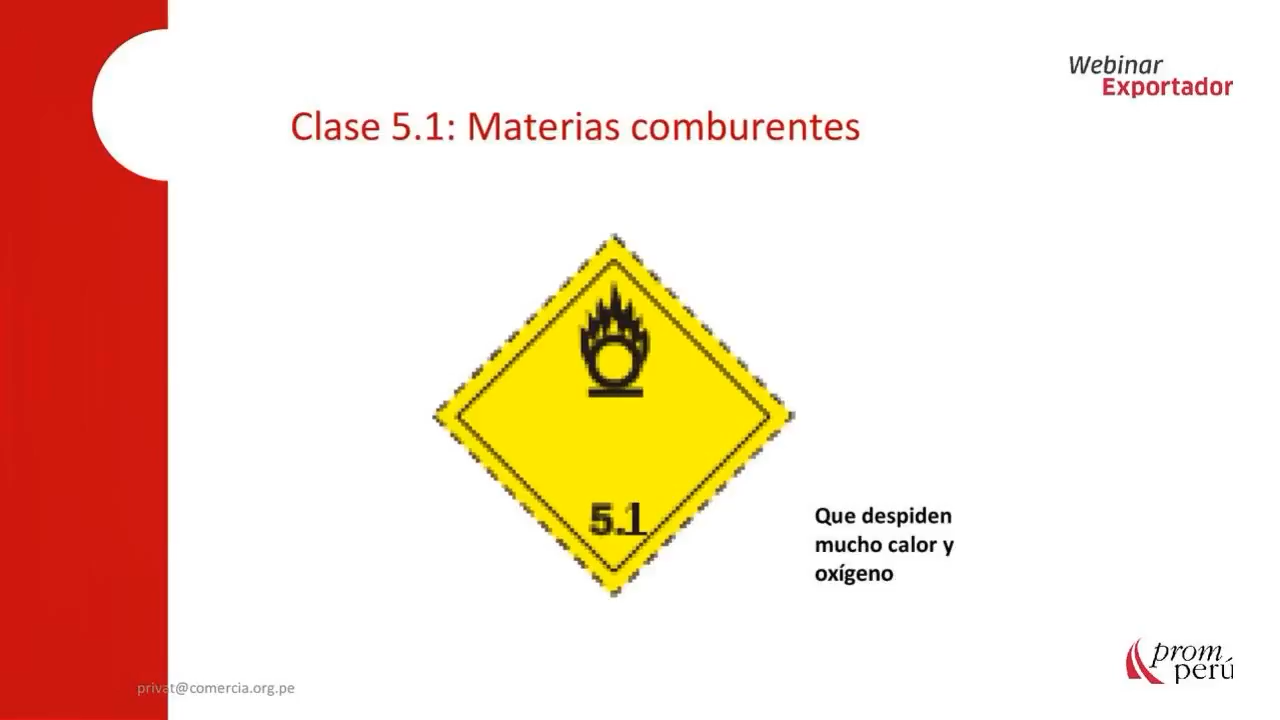 Webinar
Exportador
Clase 5.1: Materias comburentes
5.1
Que despiden
mucho calor y
oxígeno
prom
perú
privat@comercia.org.pe